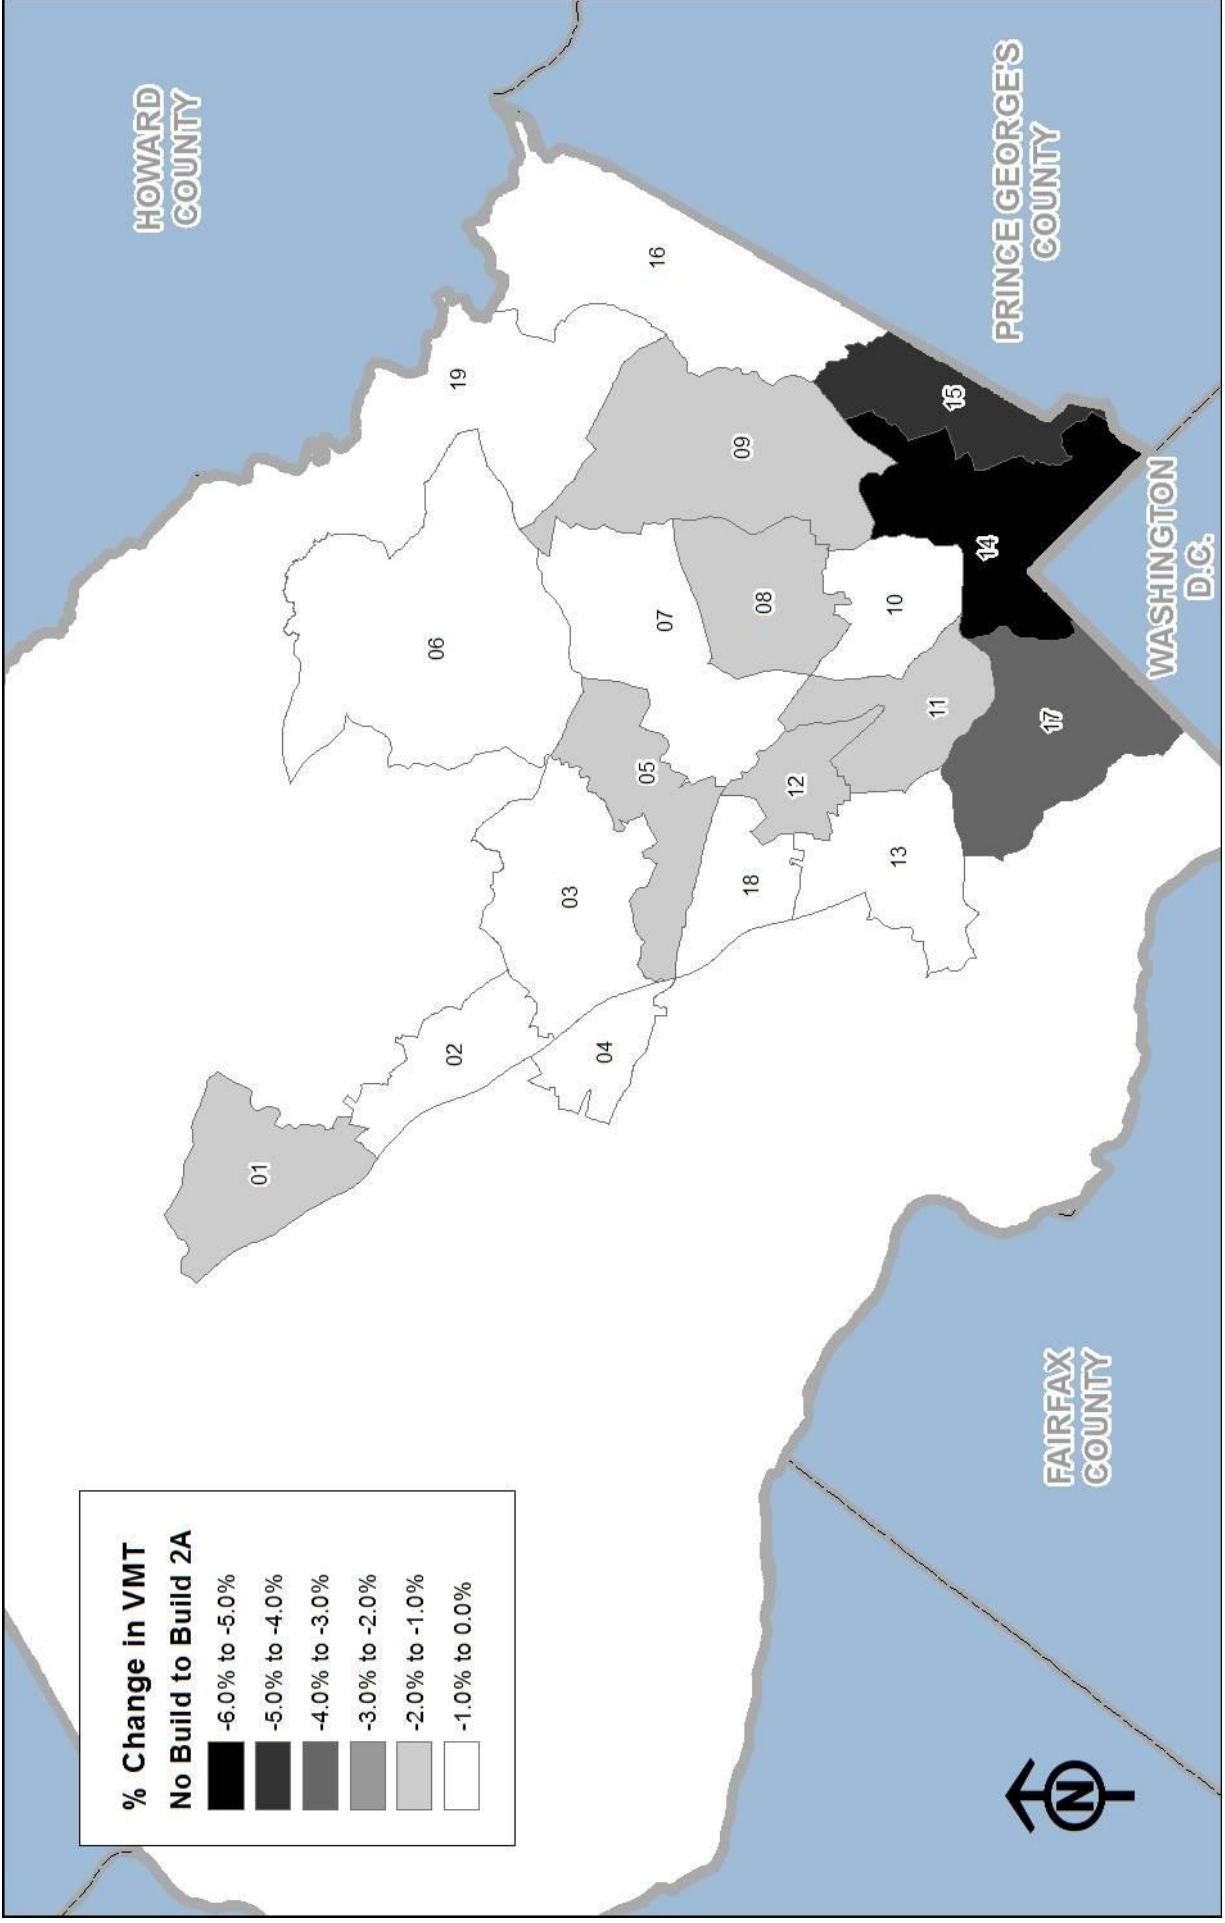 % Change in VMT
No Build to Build 2A
-6.0% to -5.0%
-5.0% to -4.0%
-4.0% to -3.0%
-3.0% to -2.0%
-2.0% to -1.0%
-1.0% to 0.0%
HOWARD
COUNTY
01
02
03
04
05
06
07
08
09
10
11
12
13
14
15
16
17
18
19
PRINCE GEORGE'S
COUNTY
WASHINGTON
D.C.
FAIRFAX
COUNTY
N